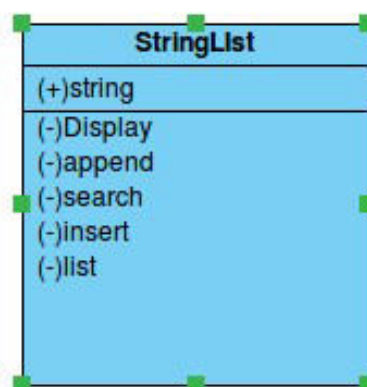 StringLIst
(+)string
(-)Display
(-)append
(-)search
(-)insert
(-)list